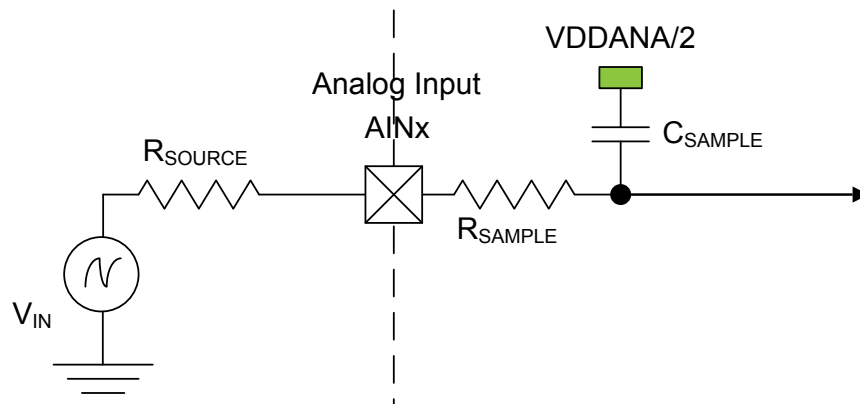 VDDANA/2
Analog Input
AINx
CSAMPLE
RSOURCE
RSAMPLE
VIN